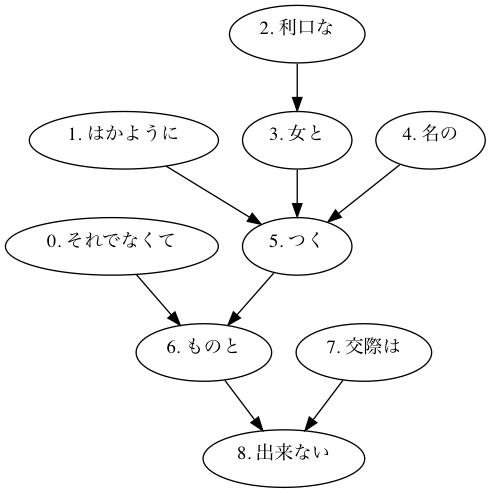 2. 利口な
1. はかように
3. 女と
4. 名の
0. それでなくて
5. つく
6. ものと
7. 交際は
8. 出来ない